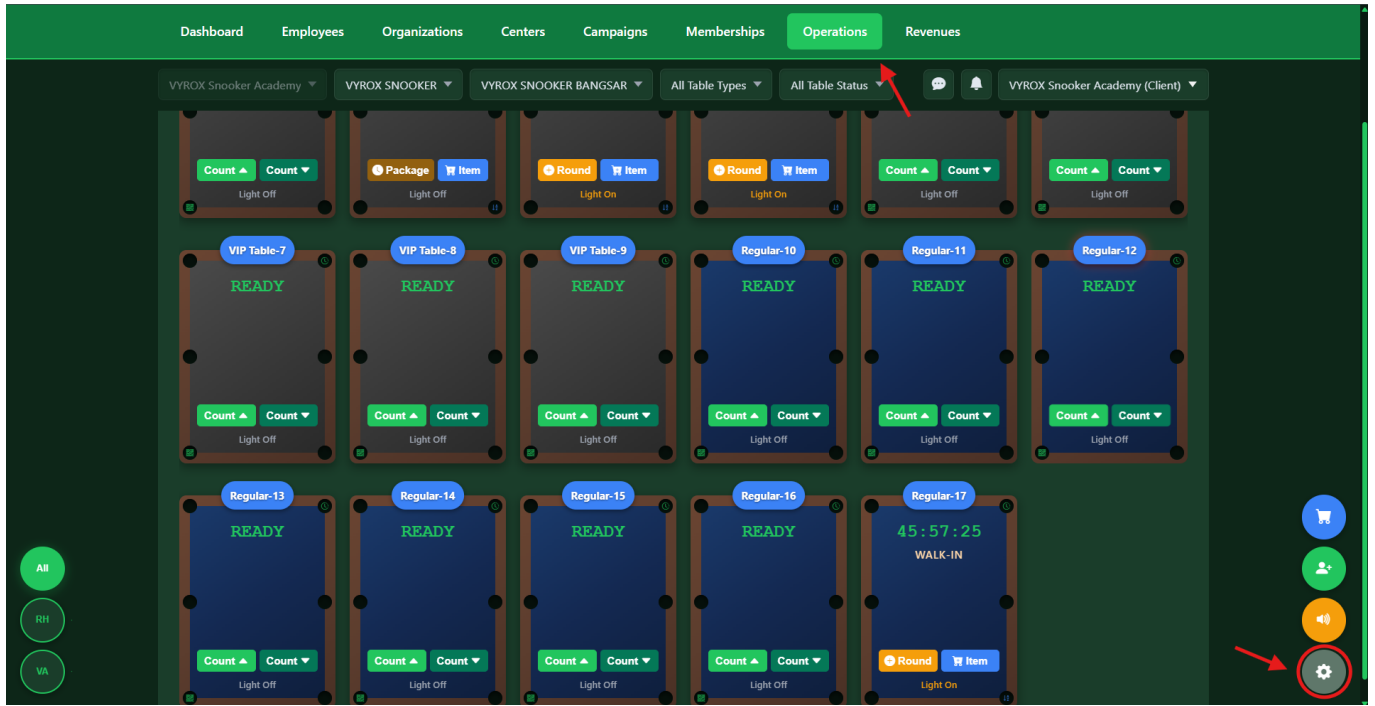 Dashboard Employees Organizations Centers Campaigns Memberships Operations Revenues
VYROX Snooker Academy VYROX SNOOKER VYROX SNOOKER BANGSAR All Table Types All Table Status VYROX Snooker Academy (Client)
Count Count Package Item Round Item Round Item Count Count Count Count
Light Off Light Off Light On Light On Light Off Light Off
VIP Table-7 VIP Table-8 VIP Table-9 Regular-10 Regular-11 Regular-12
READY READY READY READY READY READY
Count Count Count Count Count Count Count Count Count Count Count Count
Light Off Light Off Light Off Light Off Light Off Light Off
Regular-13 Regular-14 Regular-15 Regular-16 Regular-17
READY READY READY READY 45:57:25
WALK-IN
All
RH
Count Count Count Count Count Count Count Count Round Item
VA
Light Off Light Off Light Off Light Off Light On